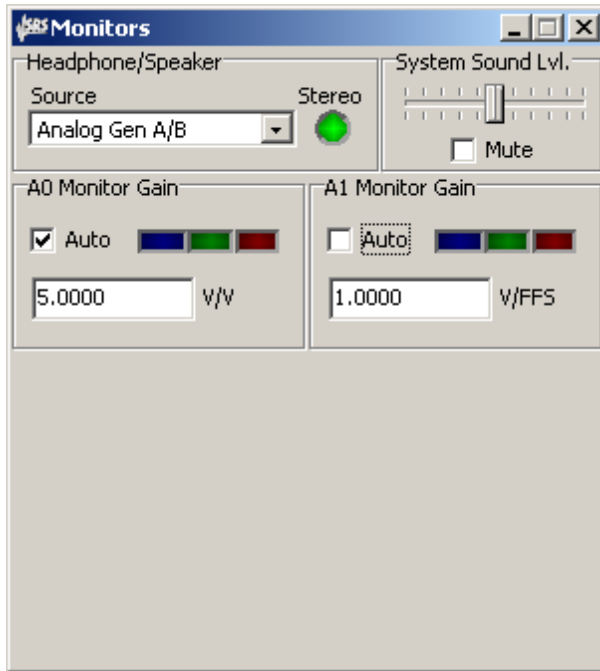 SRS Monitors
Headphone/Speaker
Source
Stereo
Analog Gen A/B
System Sound Lvl.
Mute
A0 Monitor Gain
Auto
5.0000 V/V
A1 Monitor Gain
Auto
1.0000 V/FFS